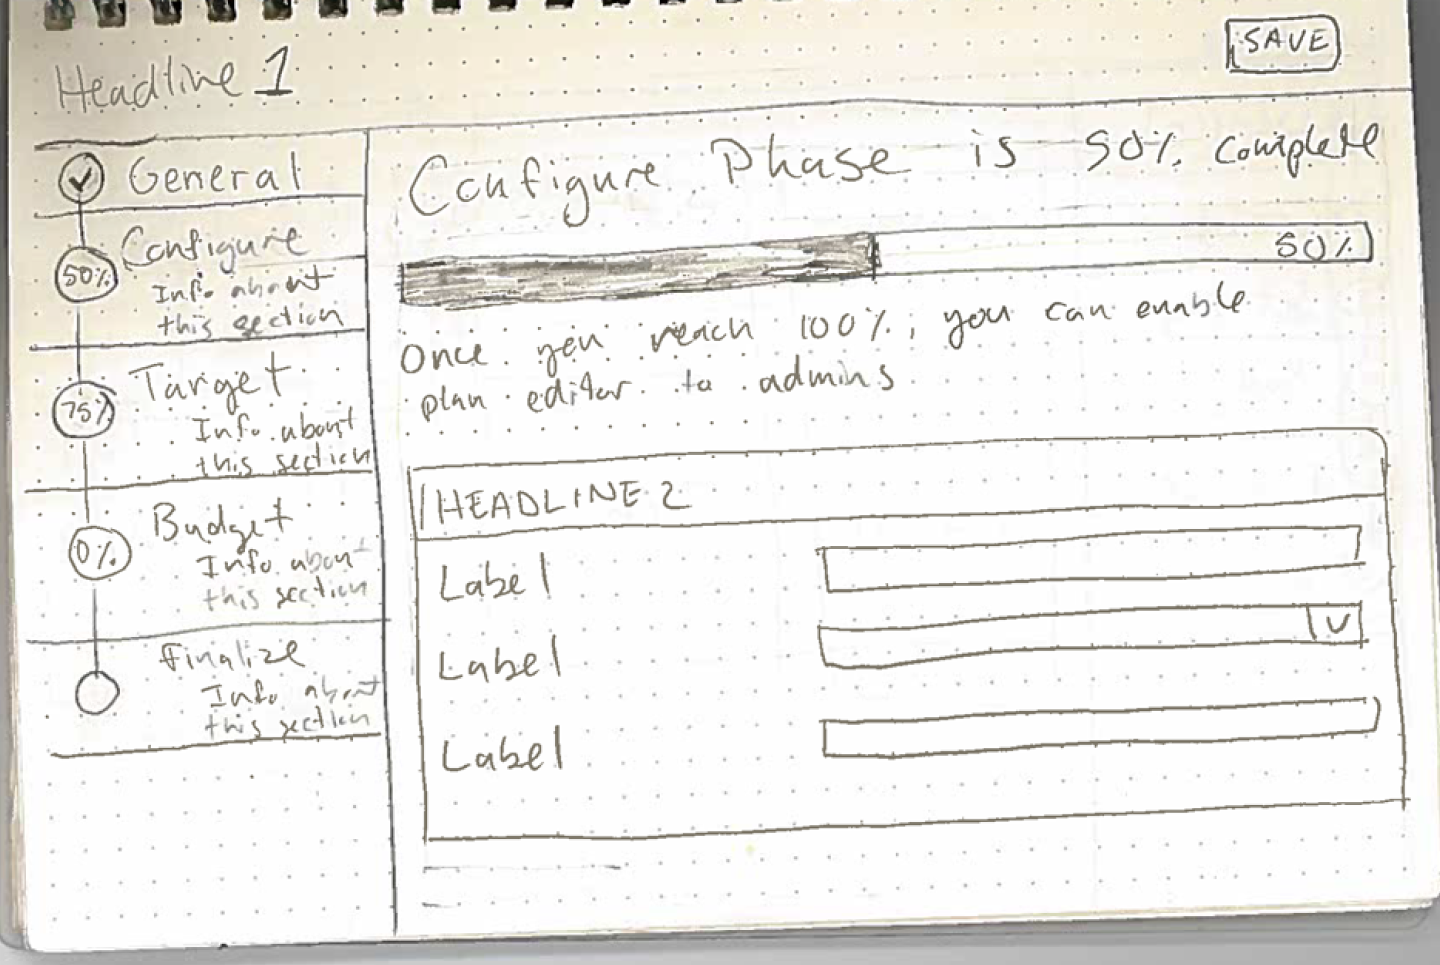 Headline 1
SAVE
General
50%
Configure
Info about
this section
75%
Target
Info about
this section
0%
Budget
Info about
this section
Finalize
Info about
this section
Configure Phase is 50% complete
50%
Once you reach 100%, you can enable
plan editor to admins
HEADLINE 2
Label
Label
Label